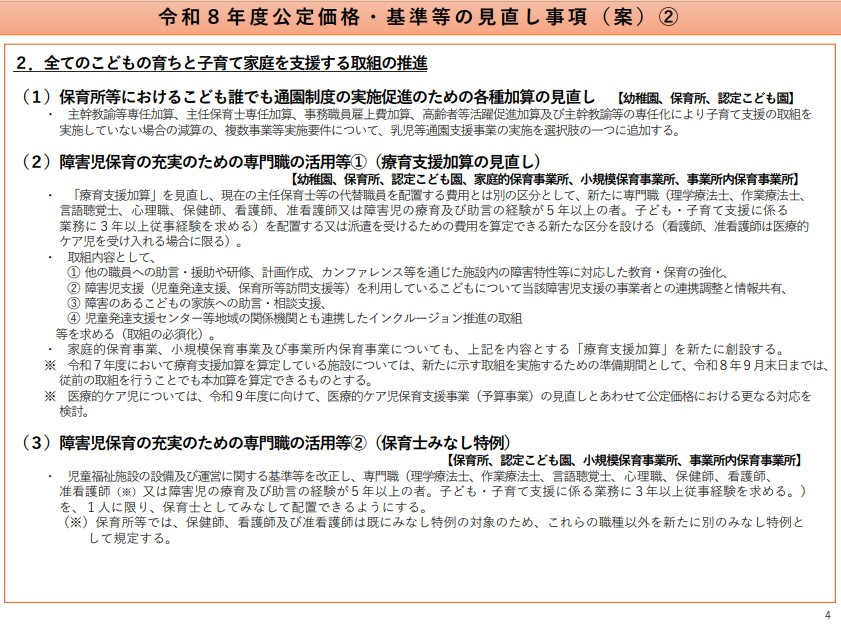 令和８年度公定価格・基準等の見直し事項（案）②
２．全てのこどもの育ちと子育て家庭を支援する取組の推進
（１）保育所等におけるこども誰でも通園制度の実施促進のための各種加算の見直し　【幼稚園、保育所、認定こども園】
・　主幹教諭等専任加算、主任保育士専任加算、事務職員雇上費加算、高齢者等活躍促進加算及び主幹教諭等の専任化により子育て支援の取組を
実施していない場合の減算の、複数事業等実施要件について、乳児等通園支援事業の実施を選択肢の一つに追加する。
（２）障害児保育の充実のための専門職の活用等①（療育支援加算の見直し）
【幼稚園、保育所、認定こども園、家庭的保育事業所、小規模保育事業所、事業所内保育事業所】
・　「療育支援加算」を見直し、現在の主任保育士等の代替職員を配置する費用とは別の区分として、新たに専門職（理学療法士、作業療法士、
言語聴覚士、心理職、保健師、看護師、准看護師又は障害児の療育及び助言の経験が５年以上の者。子ども・子育て支援に係る
業務に３年以上従事経験を求める）を配置する又は派遣を受けるための費用を算定できる新たな区分を設ける（看護師、准看護師は医療的
ケア児を受け入れる場合に限る）。
・　取組内容として、
① 他の職員への助言・援助や研修、計画作成、カンファレンス等を通じた施設内の障害特性等に対応した教育・保育の強化、
② 障害児支援（児童発達支援、保育所等訪問支援等）を利用しているこどもについて当該障害児支援の事業者との連携調整と情報共有、
③ 障害のあるこどもの家族への助言・相談支援、
④ 児童発達支援センター等地域の関係機関とも連携したインクルージョン推進の取組
等を求める（取組の必須化）。
・　家庭的保育事業、小規模保育事業及び事業所内保育事業についても、上記を内容とする「療育支援加算」を新たに創設する。
※　令和７年度において療育支援加算を算定している施設については、新たに示す取組を実施するための準備期間として、令和８年９月末日までは、
従前の取組を行うことでも本加算を算定できるものとする。
※　医療的ケア児については、令和９年度に向けて、医療的ケア児保育支援事業（予算事業）の見直しとあわせて公定価格における更なる対応を
検討。
（３）障害児保育の充実のための専門職の活用等②（保育士みなし特例）
【保育所、認定こども園、小規模保育事業所、事業所内保育事業所】
・　児童福祉施設の設備及び運営に関する基準等を改正し、専門職（理学療法士、作業療法士、言語聴覚士、心理職、保健師、看護師、
准看護師（※）又は障害児の療育及び助言の経験が５年以上の者。子ども・子育て支援に係る業務に３年以上従事経験を求める。）
を、１人に限り、保育士としてみなして配置できるようにする。
（※）保育所等では、保健師、看護師及び准看護師は既にみなし特例の対象のため、これらの職種以外を新たに別のみなし特例と
して規定する。
4